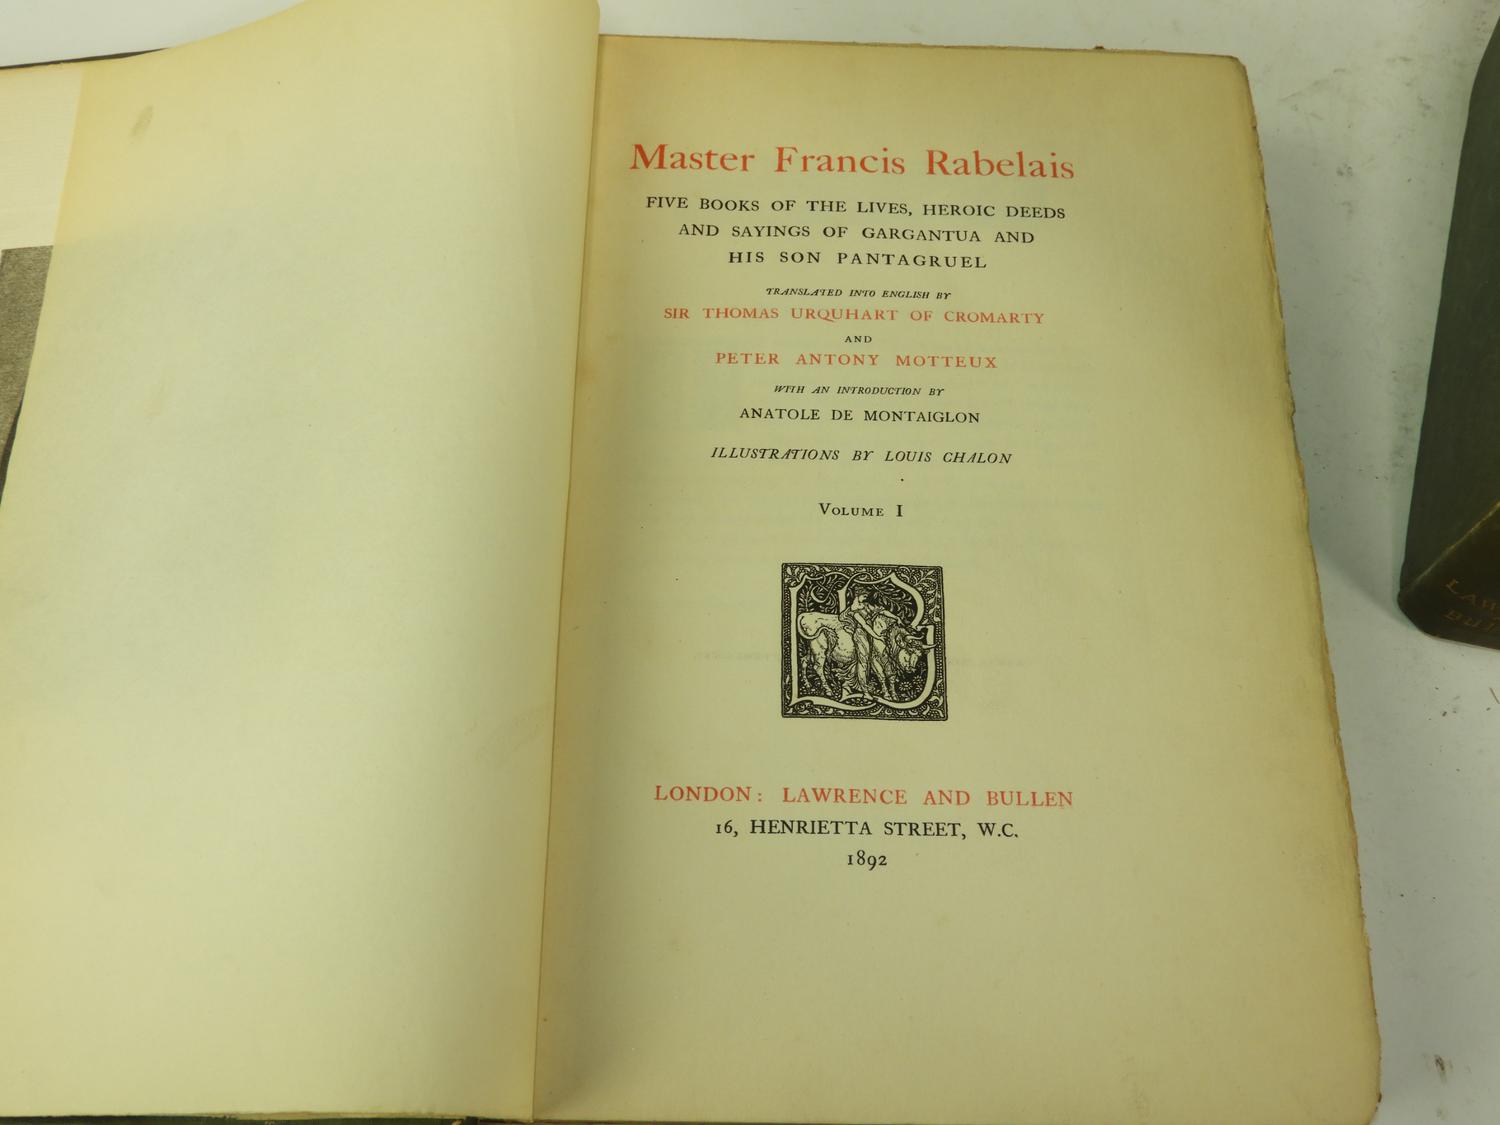 Master Francis Rabelais
FIVE BOOKS OF THE LIVES, HEROIC DEEDS
AND SAYINGS OF GARGANTUA AND
HIS SON PANTAGRUEL
TRANSLATED INTO ENGLISH BY
SIR THOMAS URQUHART OF CROMARTY
AND
PETER ANTONY MOTTEUX
WITH AN INTRODUCTION BY
ANATOLE DE MONTAIGLON
ILLUSTRATIONS BY LOUIS CHALON
VOLUME I
LONDON: LAWRENCE AND BULLEN
16, HENRIETTA STREET, W.C.
1892